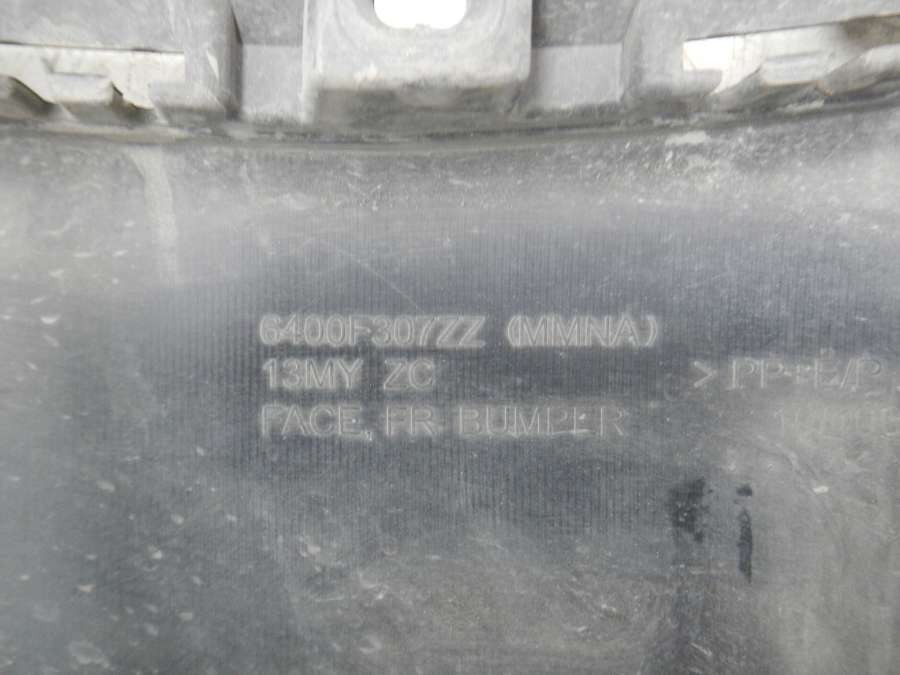 6400F307ZZ (MMNA)
13MY ZC
> PP+E/P
FACE, FR BUMPER